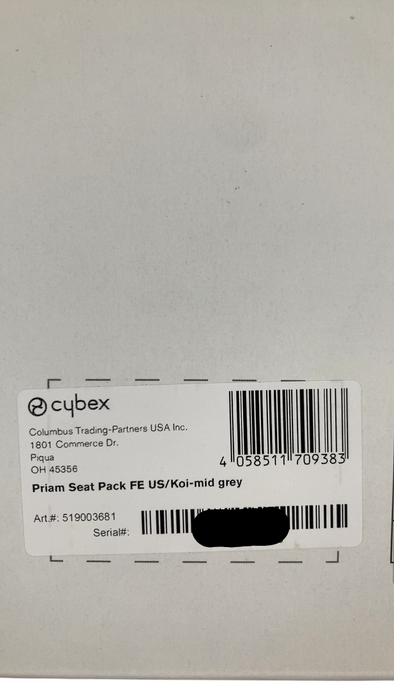 cybex
Columbus Trading-Partners USA Inc.
1801 Commerce Dr.
Piqua
OH 45356
4 058511 709383
Priam Seat Pack FE US/Koi-mid grey
Art.#: 519003681
Serial#: